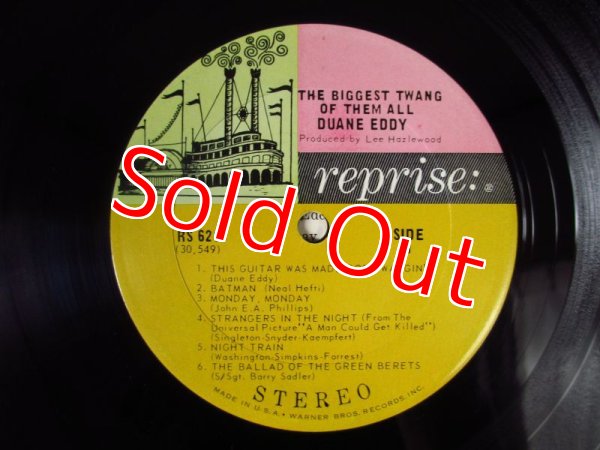 THE BIGGEST TWANG
OF THEM ALL
DUANE EDDY
Produced by Lee Hazlewood
reprise:
®
Sold Out
RS 62
SIDE
(30,549)
1. THIS GUITAR WAS MADE
(Duane Eddy)
2. BATMAN (Neal Hefti)
3. MONDAY, MONDAY
(John E.A. Phillips)
4. STRANGERS IN THE NIGHT (From The
Universal Picture "A Man Could Get Killed")
(Singleton-Snyder-Kaempfert)
5. NIGHT TRAIN
(Washington-Simpkins-Forrest)
6. THE BALLAD OF THE GREEN BERETS
(S/Sgt. Barry Sadler)
STEREO
MADE IN U.S.A. • WARNER BROS. RECORDS, INC.